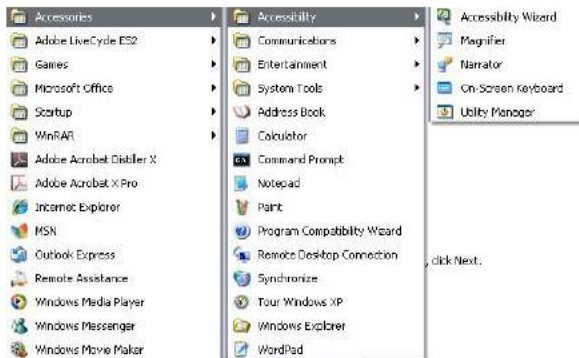 Accessories
Adobe LiveCycle ES2
Games
Microsoft Office
Startup
WinRAR
Adobe Acrobat Distiller X
Adobe Acrobat X Pro
Internet Explorer
MSN
Outlook Express
Remote Assistance
Windows Media Player
Windows Messenger
Windows Movie Maker
Accessibility
Communications
Entertainment
System Tools
Address Book
Calculator
Command Prompt
Notepad
Paint
Program Compatibility Wizard
Remote Desktop Connection
Synchronize
Tour Windows XP
Windows Explorer
WordPad
Accessibility Wizard
Magnifier
Narrator
On-Screen Keyboard
Utility Manager
, click Next.